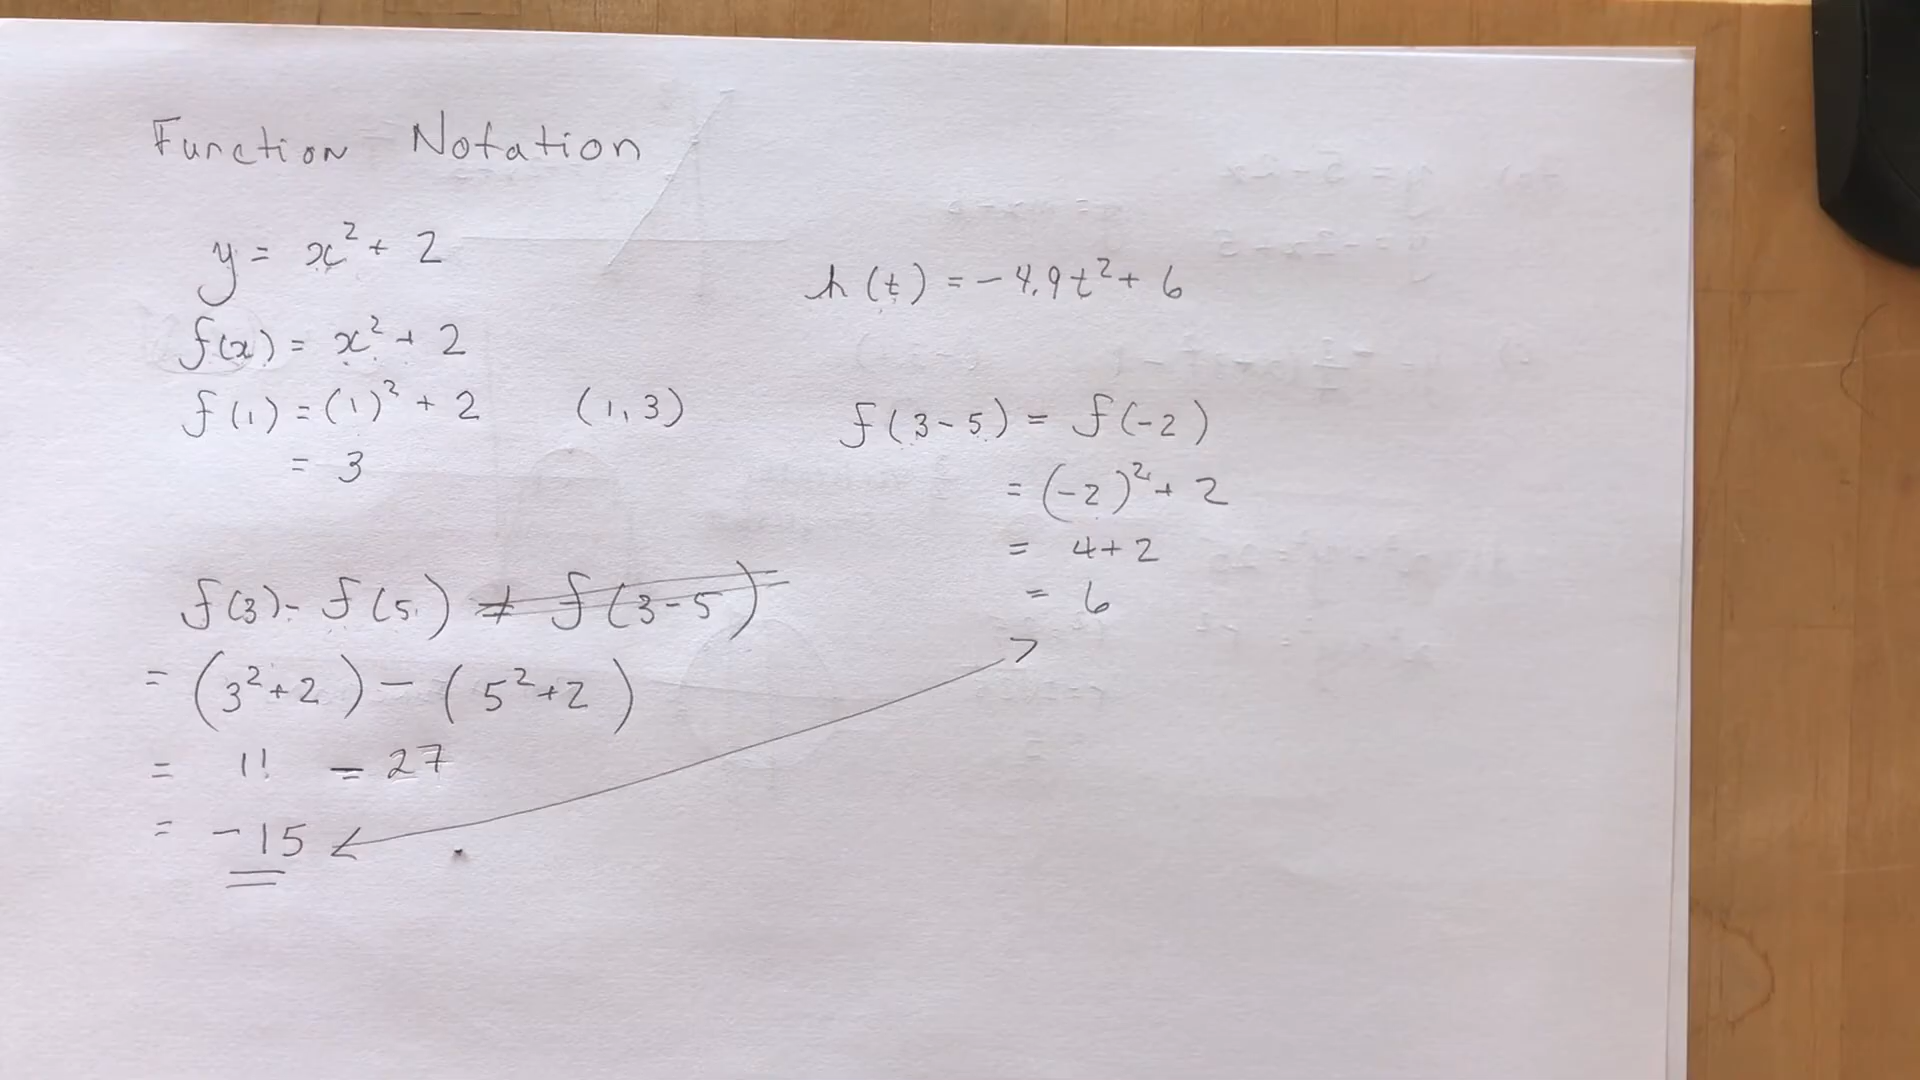 Function Notation
y = x² + 2
f(x) = x² + 2
f(1) = (1)² + 2 (1, 3)
= 3
f(3) - f(5) ≠ f(3-5)
= (3²+2) - (5²+2)
= 11 - 27
= -15
h(t) = -4.9t² + 6
f(3-5) = f(-2)
= (-2)² + 2
= 4+2
= 6